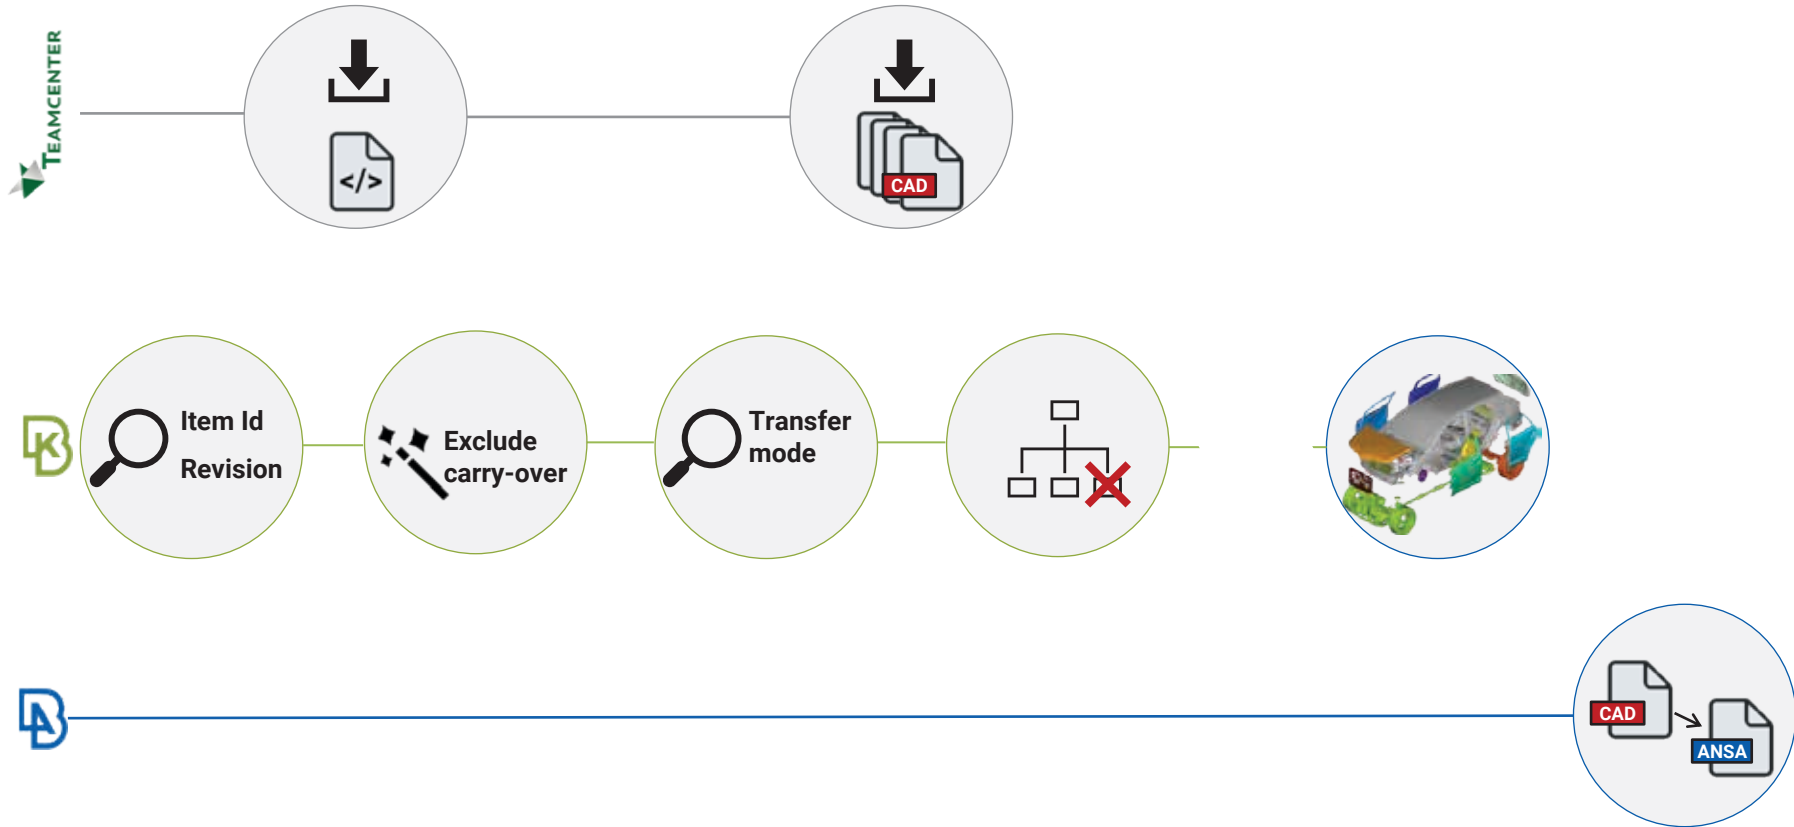 TEAMCENTER
</>
CAD
Item Id
Revision
Exclude
carry-over
Transfer
mode
CAD
ANSA